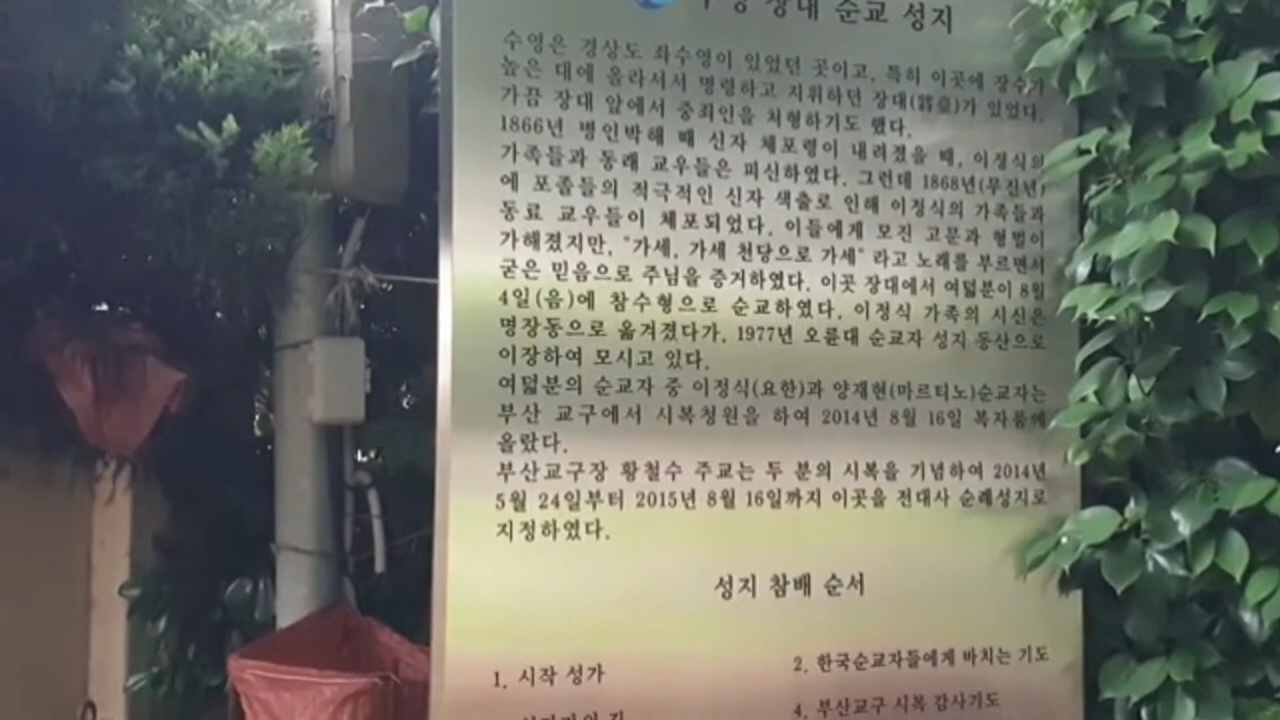 수영 장대 순교 성지
수영은 경상도 좌수영이 있었던 곳이고, 특히 이곳에 장수가
높은 대에 올라서서 명령하고 지휘하던 장대(將臺)가 있었다.
가끔 장대 앞에서 중죄인을 처형하기도 했다.
1866년 병인박해 때 신자 체포령이 내려졌을 때, 이정식의
가족들과 동래 교우들은 피신하였다. 그런데 1868년(무진년)
에 포졸들의 적극적인 신자 색출로 인해 이정식의 가족들과
동료 교우들이 체포되었다. 이들에게 모진 고문과 형벌이
가해졌지만, "가세, 가세 천당으로 가세" 라고 노래를 부르면서
굳은 믿음으로 주님을 증거하였다. 이곳 장대에서 여덟분이 8월
4일(음)에 참수형으로 순교하였다. 이정식 가족의 시신은
명장동으로 옮겨졌다가, 1977년 오륜대 순교자 성지 동산으로
이장하여 모시고 있다.
여덟분의 순교자 중 이정식(요한)과 양재현(마르티노)순교자는
부산 교구에서 시복청원을 하여 2014년 8월 16일 복자품에
올랐다.
부산교구장 황철수 주교는 두 분의 시복을 기념하여 2014년
5월 24일부터 2015년 8월 16일까지 이곳을 전대사 순례성지로
지정하였다.
성지 참배 순서
1. 시작 성가
2. 한국순교자들에게 바치는 기도
4. 부산교구 시복 감사기도